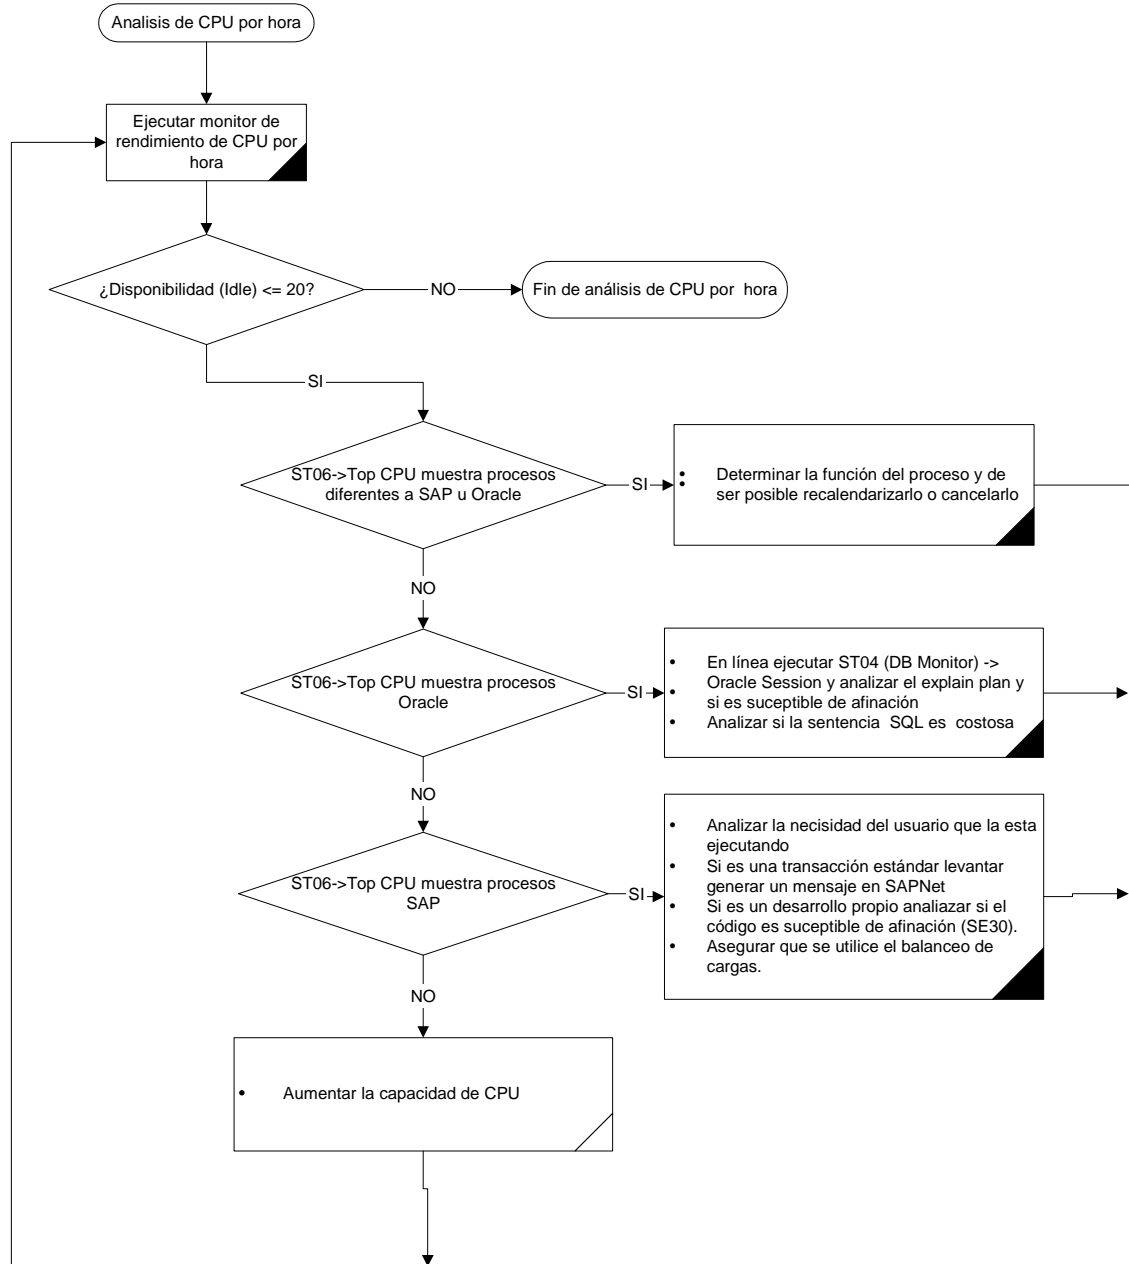 Analisis de CPU por hora
Ejecutar monitor de
rendimiento de CPU por
hora
¿Disponibilidad (Idle) <= 20?
NO
Fin de análisis de CPU por hora
SI
ST06->Top CPU muestra procesos
diferentes a SAP u Oracle
SI
• Determinar la función del proceso y de
• ser posible recalendarizarlo o cancelarlo
NO
ST06->Top CPU muestra procesos
Oracle
SI
• En línea ejecutar ST04 (DB Monitor) ->
• Oracle Session y analizar el explain plan y
si es suceptible de afinación
• Analizar si la sentencia SQL es costosa
NO
ST06->Top CPU muestra procesos
SAP
SI
• Analizar la necisidad del usuario que la esta
ejecutando
• Si es una transacción estándar levantar
generar un mensaje en SAPNet
• Si es un desarrollo propio analiazar si el
código es suceptible de afinación (SE30).
• Asegurar que se utilice el balanceo de
cargas.
NO
• Aumentar la capacidad de CPU